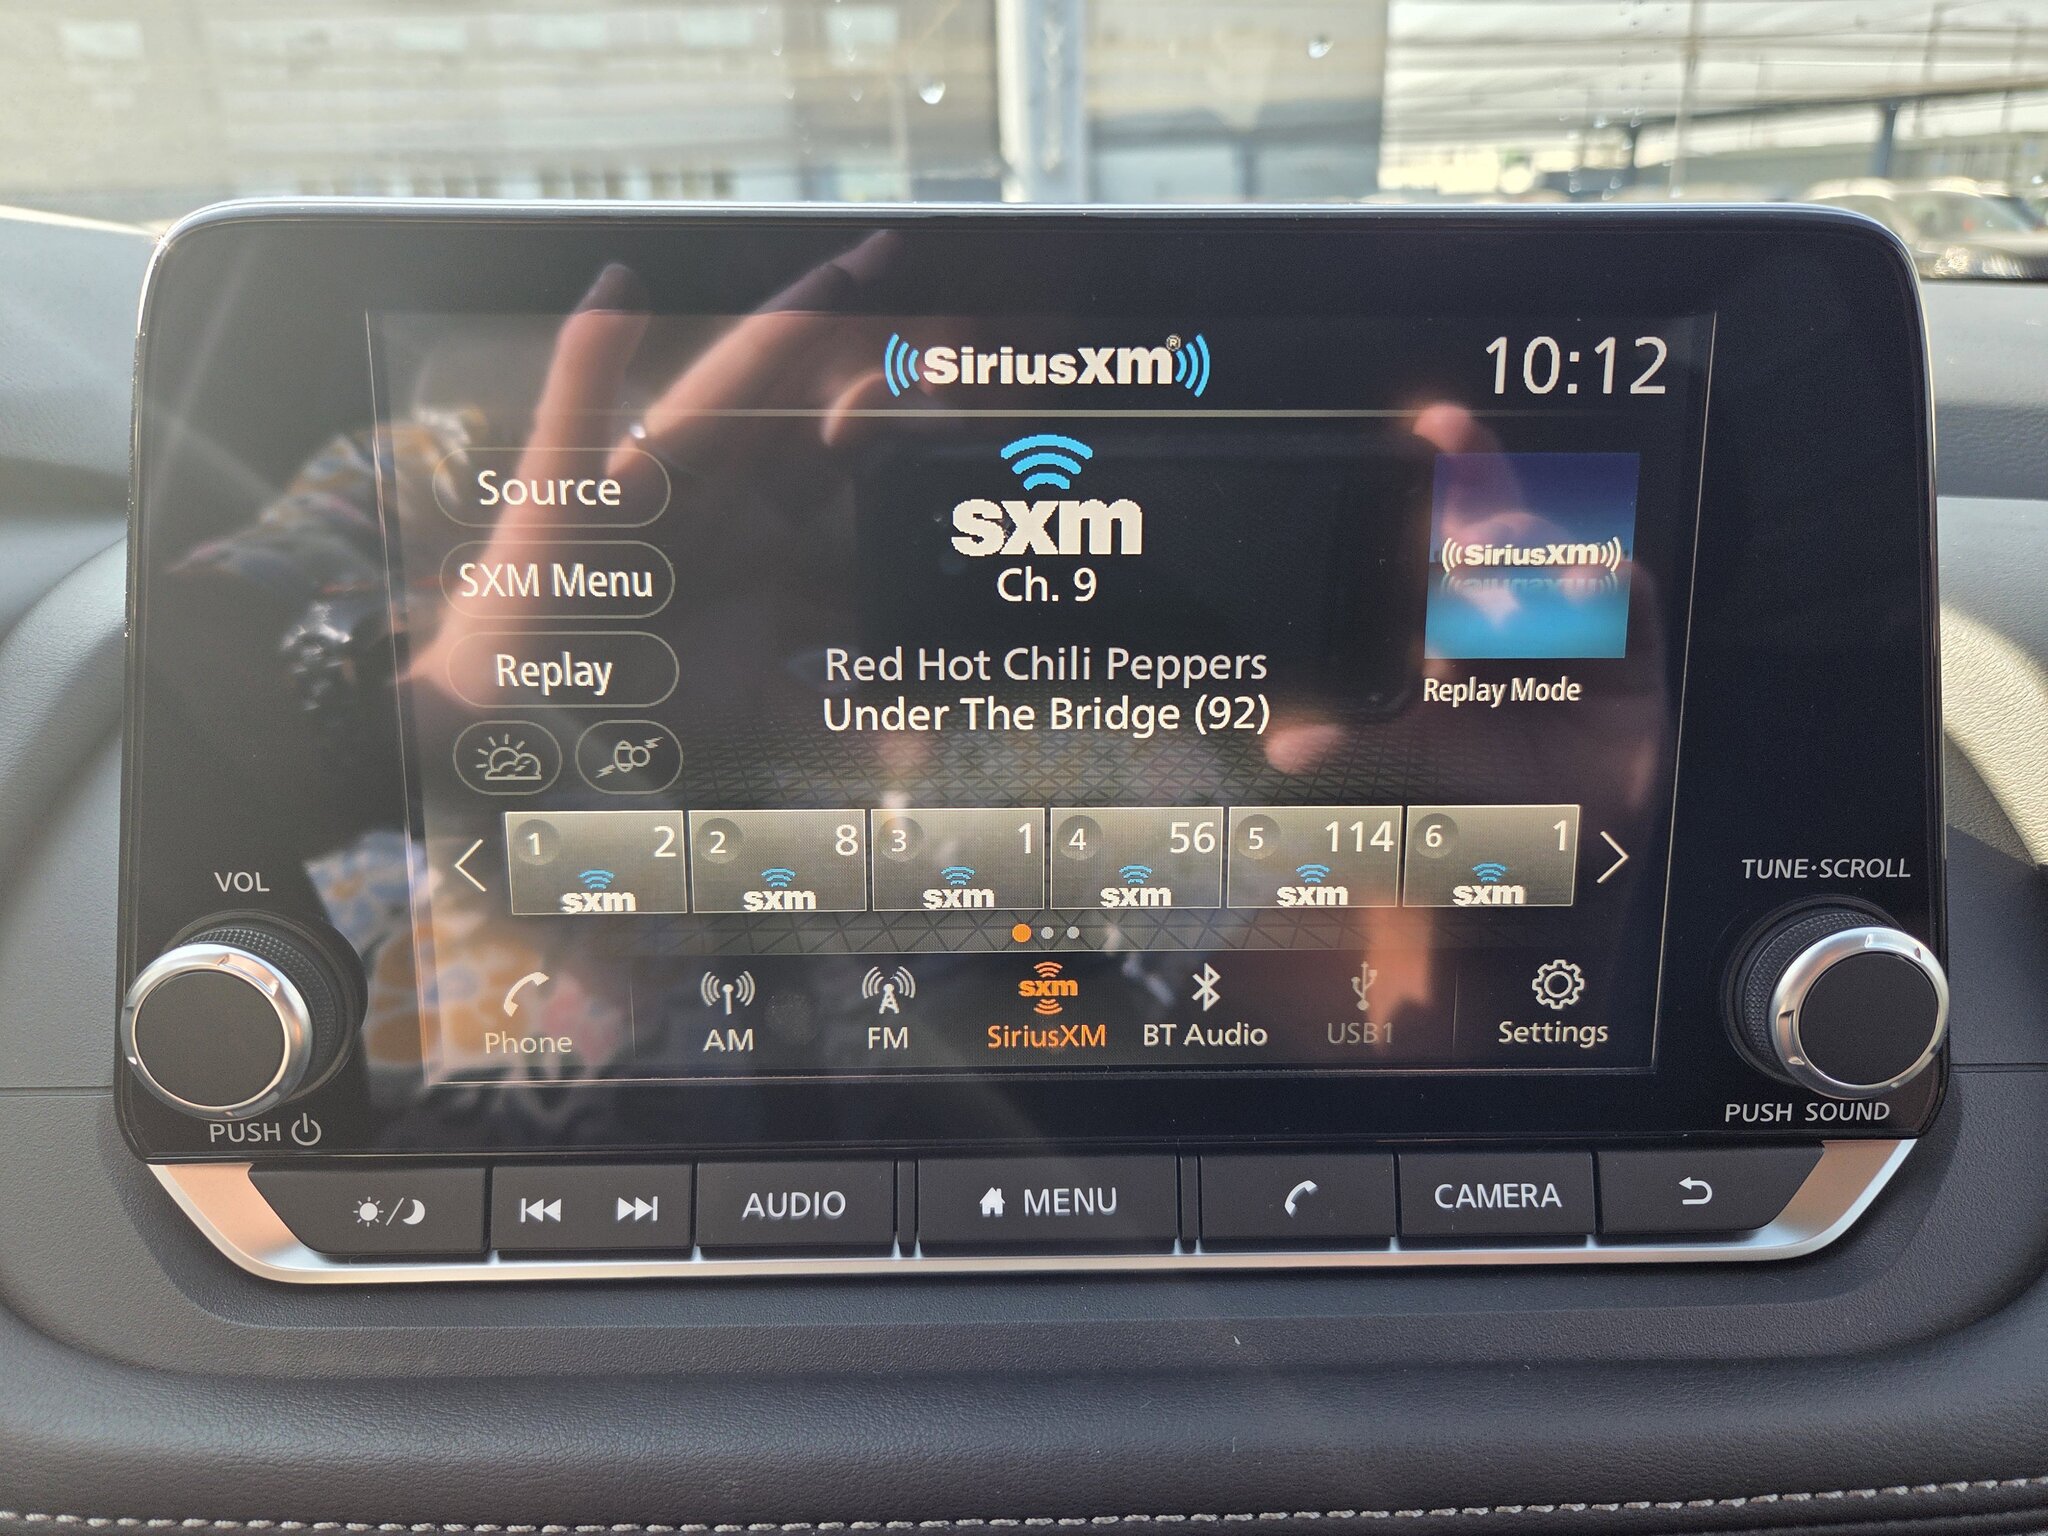 SiriusXM®
10:12
Source
SXM Menu
Replay
sxm
Ch. 9
Red Hot Chili Peppers
Under The Bridge (92)
SiriusXM
Replay Mode
1 2 sxm
2 8 sxm
3 1 sxm
4 56 sxm
5 114 sxm
6 1 sxm
VOL
TUNE·SCROLL
Phone
AM
FM
sxm
SiriusXM
BT Audio
USB1
Settings
PUSH
PUSH SOUND
AUDIO
MENU
CAMERA